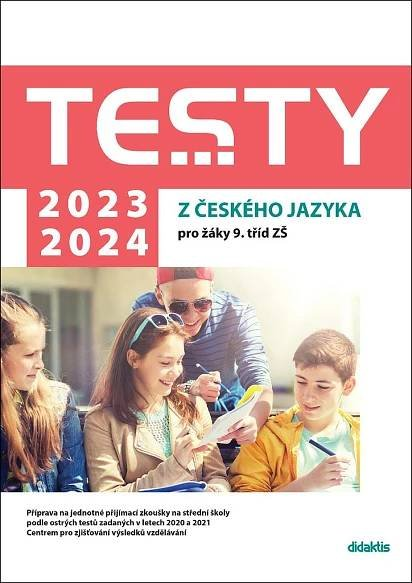 TESTY
2023
2024
Z ČESKÉHO JAZYKA
pro žáky 9. tříd ZŠ
Příprava na jednotné přijímací zkoušky na střední školy
podle ostrých testů zadaných v letech 2020 a 2021
Centrem pro zjišťování výsledků vzdělávání
didaktis